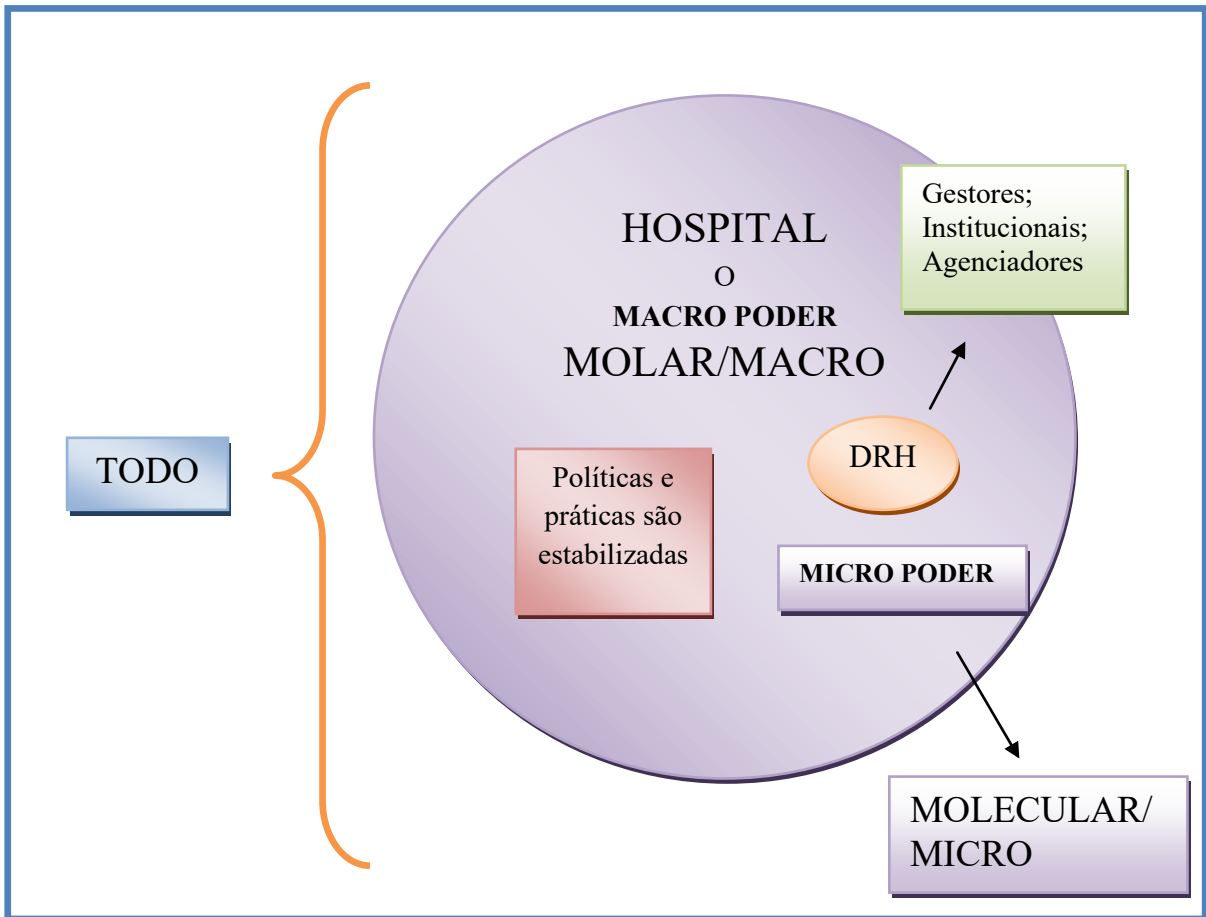 Gestores;
Institucionais;
Agenciadores
HOSPITAL
O
MACRO PODER
MOLAR/MACRO
TODO
DRH
Políticas e
práticas são
estabilizadas
MICRO PODER
MOLECULAR/
MICRO